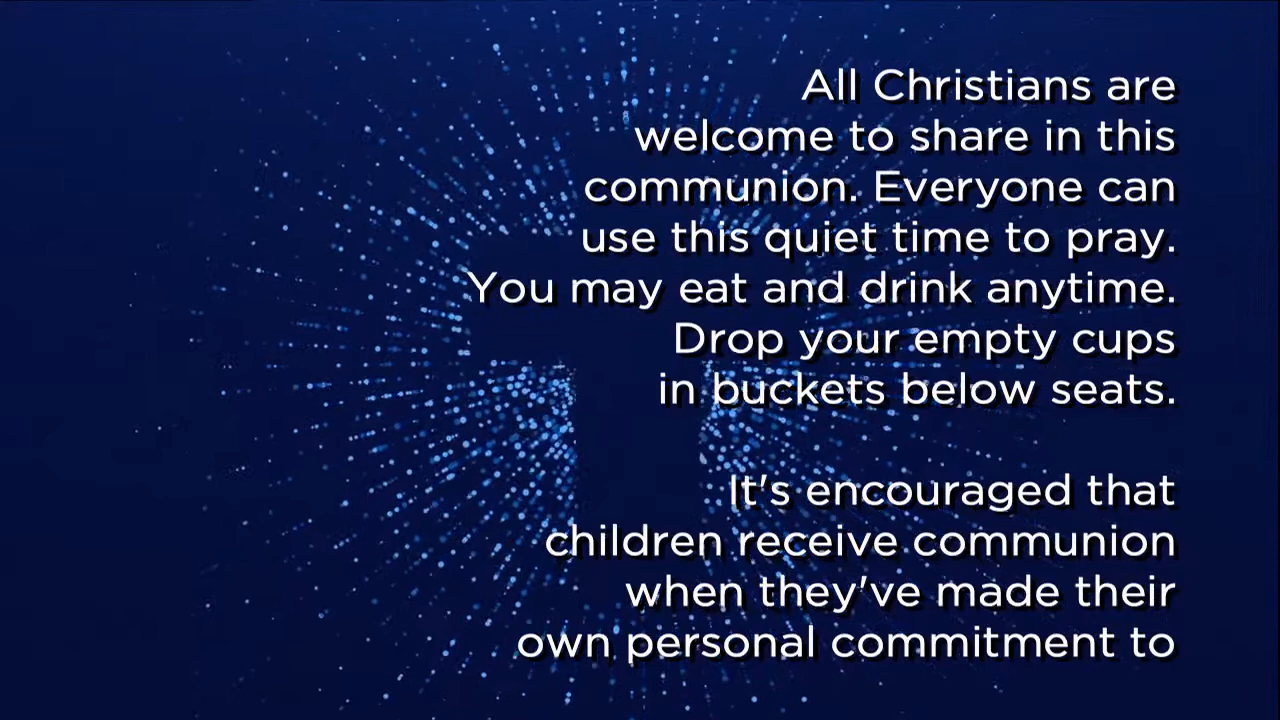 All Christians are
welcome to share in this
communion. Everyone can
use this quiet time to pray.
You may eat and drink anytime.
Drop your empty cups
in buckets below seats.
It's encouraged that
children receive communion
when they've made their
own personal commitment to